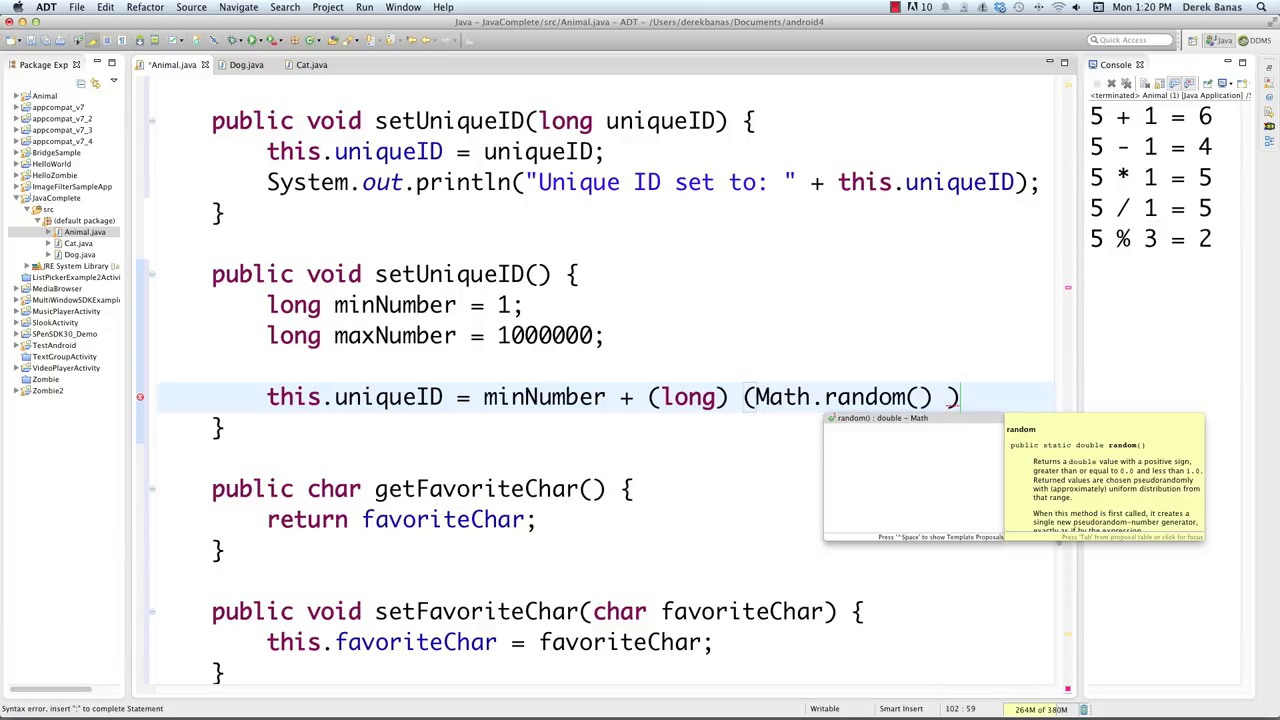 ADT File Edit Refactor Source Navigate Search Project Run Window Help 10 Mon 1:20 PM Derek Banas
Java - JavaComplete/src/Animal.java - ADT - /Users/derekbanas/Documents/android4
Quick Access Java DDMS
Package Exp
*Animal.java Dog.java Cat.java
Console
<terminated> Animal (1) [Java Application] /S
Animal
appcompat_v7
appcompat_v7_2
appcompat_v7_3
appcompat_v7_4
BridgeSample
HelloWorld
HelloZombie
ImageFilterSampleApp
JavaComplete
src
(default package)
Animal.java
Cat.java
Dog.java
JRE System Library [Ja
ListPickerExample2Activi
MediaBrowser
MultiWindowSDKExample
MusicPlayerActivity
SlookActivity
SPenSDK30_Demo
TestAndroid
TextGroupActivity
VideoPlayerActivity
Zombie
Zombie2
public void setUniqueID(long uniqueID) {
this.uniqueID = uniqueID;
System.out.println("Unique ID set to: " + this.uniqueID);
}
public void setUniqueID() {
long minNumber = 1;
long maxNumber = 1000000;
this.uniqueID = minNumber + (long) (Math.random() )
}
public char getFavoriteChar() {
return favoriteChar;
}
public void setFavoriteChar(char favoriteChar) {
this.favoriteChar = favoriteChar;
}
random() : double - Math
Press '^Space' to show Template Proposals
random
public static double random()
Returns a double value with a positive sign,
greater than or equal to 0.0 and less than 1.0.
Returned values are chosen pseudorandomly
with (approximately) uniform distribution from
that range.
When this method is first called, it creates a
single new pseudorandom-number generator,
exactly as if by the expression
Press 'Tab' from proposal table or click for focus
5 + 1 = 6
5 - 1 = 4
5 * 1 = 5
5 / 1 = 5
5 % 3 = 2
Syntax error, insert ";" to complete Statement Writable Smart Insert 102 : 59 264M of 380M